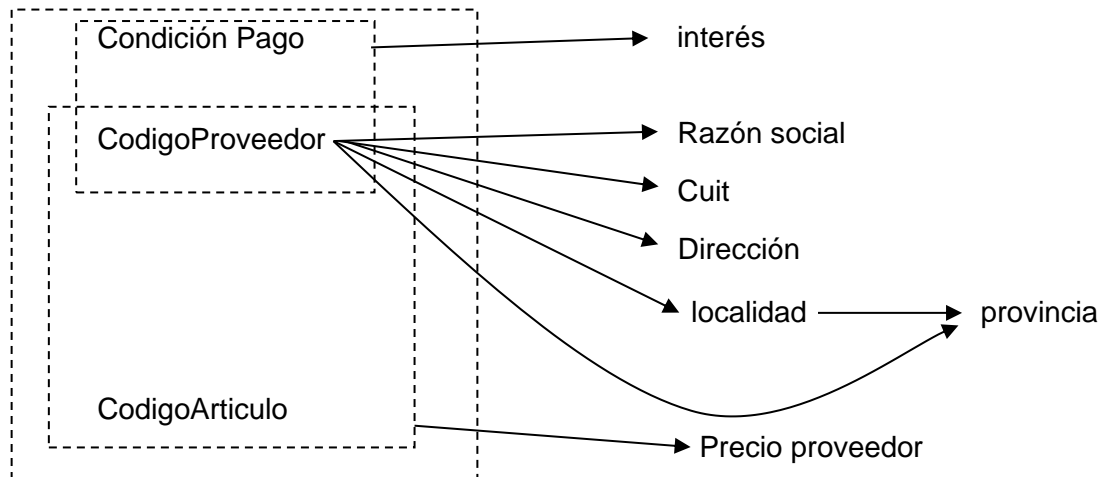 Condición Pago
interés
CodigoProveedor
Razón social
Cuit
Dirección
localidad
provincia
CodigoArticulo
Precio proveedor